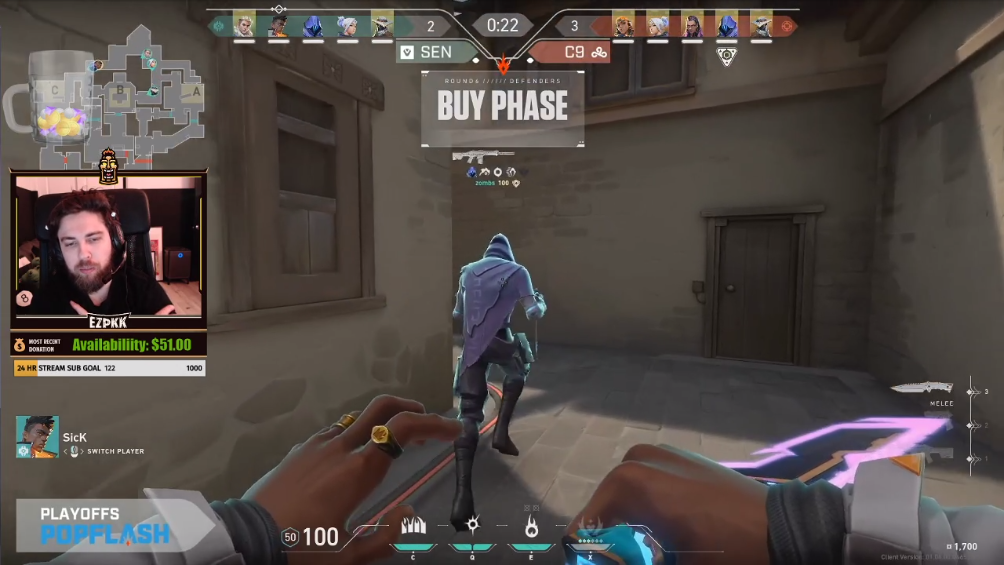 2
0:22
3
SEN
C9
ROUND 6 ////// DEFENDERS
BUY PHASE
zombs 100
C
B
A
EZPKK
MOST RECENT
DONATION
Availability: $51.00
24 HR STREAM SUB GOAL 122
1000
MELEE
3
2
1
SicK
SWITCH PLAYER
PLAYOFFS
POPFLASH
50 100
C
Q
E
X
1,700